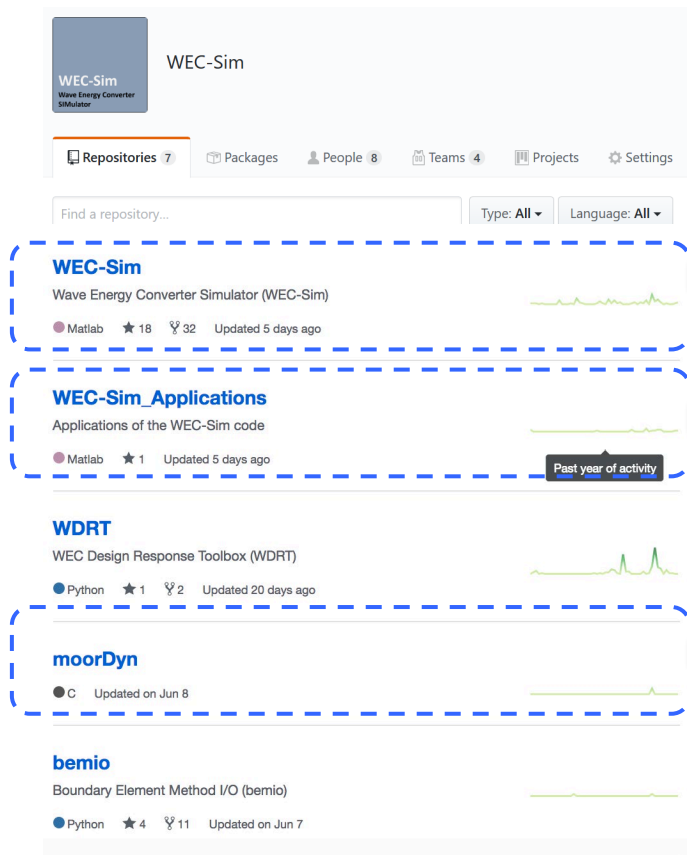 WEC-Sim
Wave Energy Converter
SIMulator
WEC-Sim
Repositories 7 Packages People 8 Teams 4 Projects Settings
Find a repository... Type: All Language: All
WEC-Sim
Wave Energy Converter Simulator (WEC-Sim)
Matlab 18 32 Updated 5 days ago
WEC-Sim_Applications
Applications of the WEC-Sim code
Matlab 1 Updated 5 days ago
Past year of activity
WDRT
WEC Design Response Toolbox (WDRT)
Python 1 2 Updated 20 days ago
moorDyn
C Updated on Jun 8
bemio
Boundary Element Method I/O (bemio)
Python 4 11 Updated on Jun 7